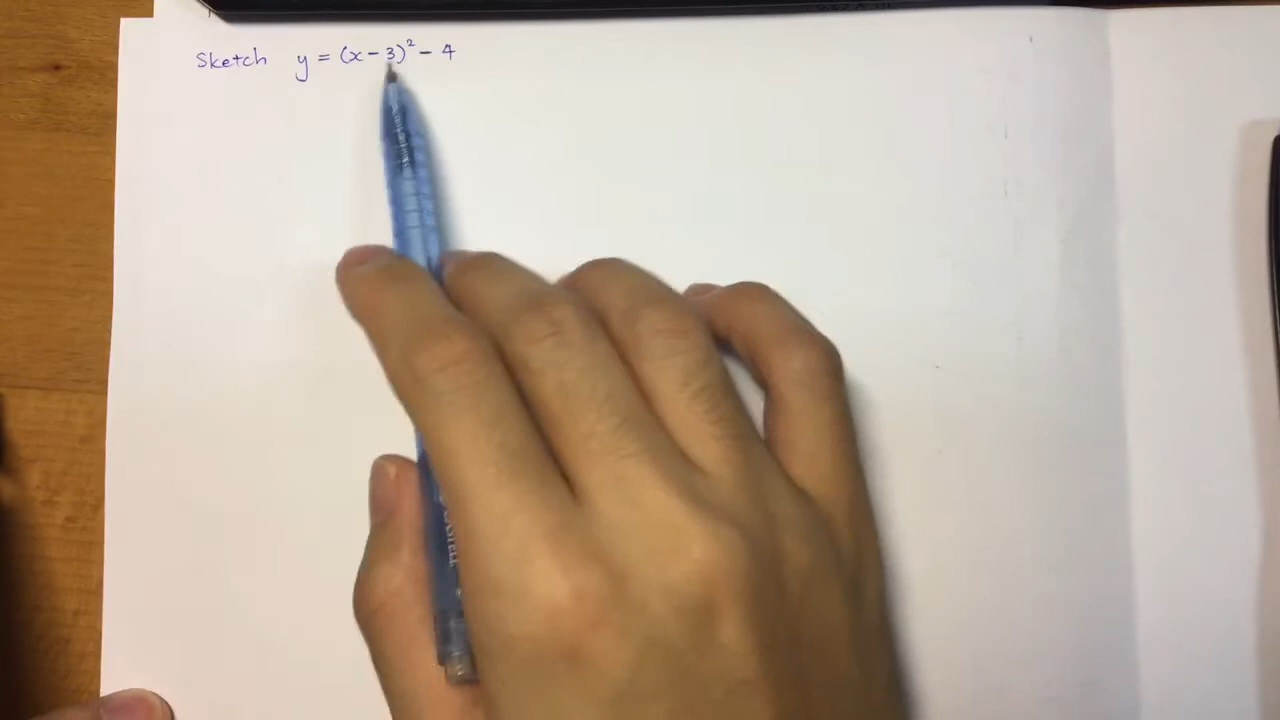 Sketch y = (x-3)² - 4